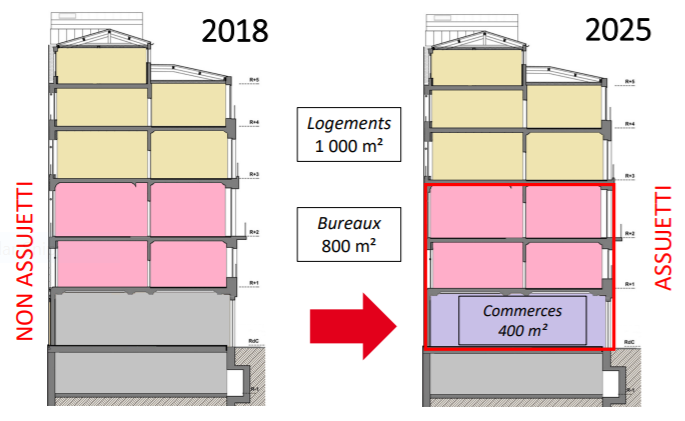 2018
2025
R+5
R+5
Logements
1 000 m²
R+4
R+4
R+3
R+3
NON ASSUJETTI
Bureaux
800 m²
ASSUJETTI
R+2
R+2
R+1
R+1
Commerces
400 m²
RdC
RdC
R-1
R-1